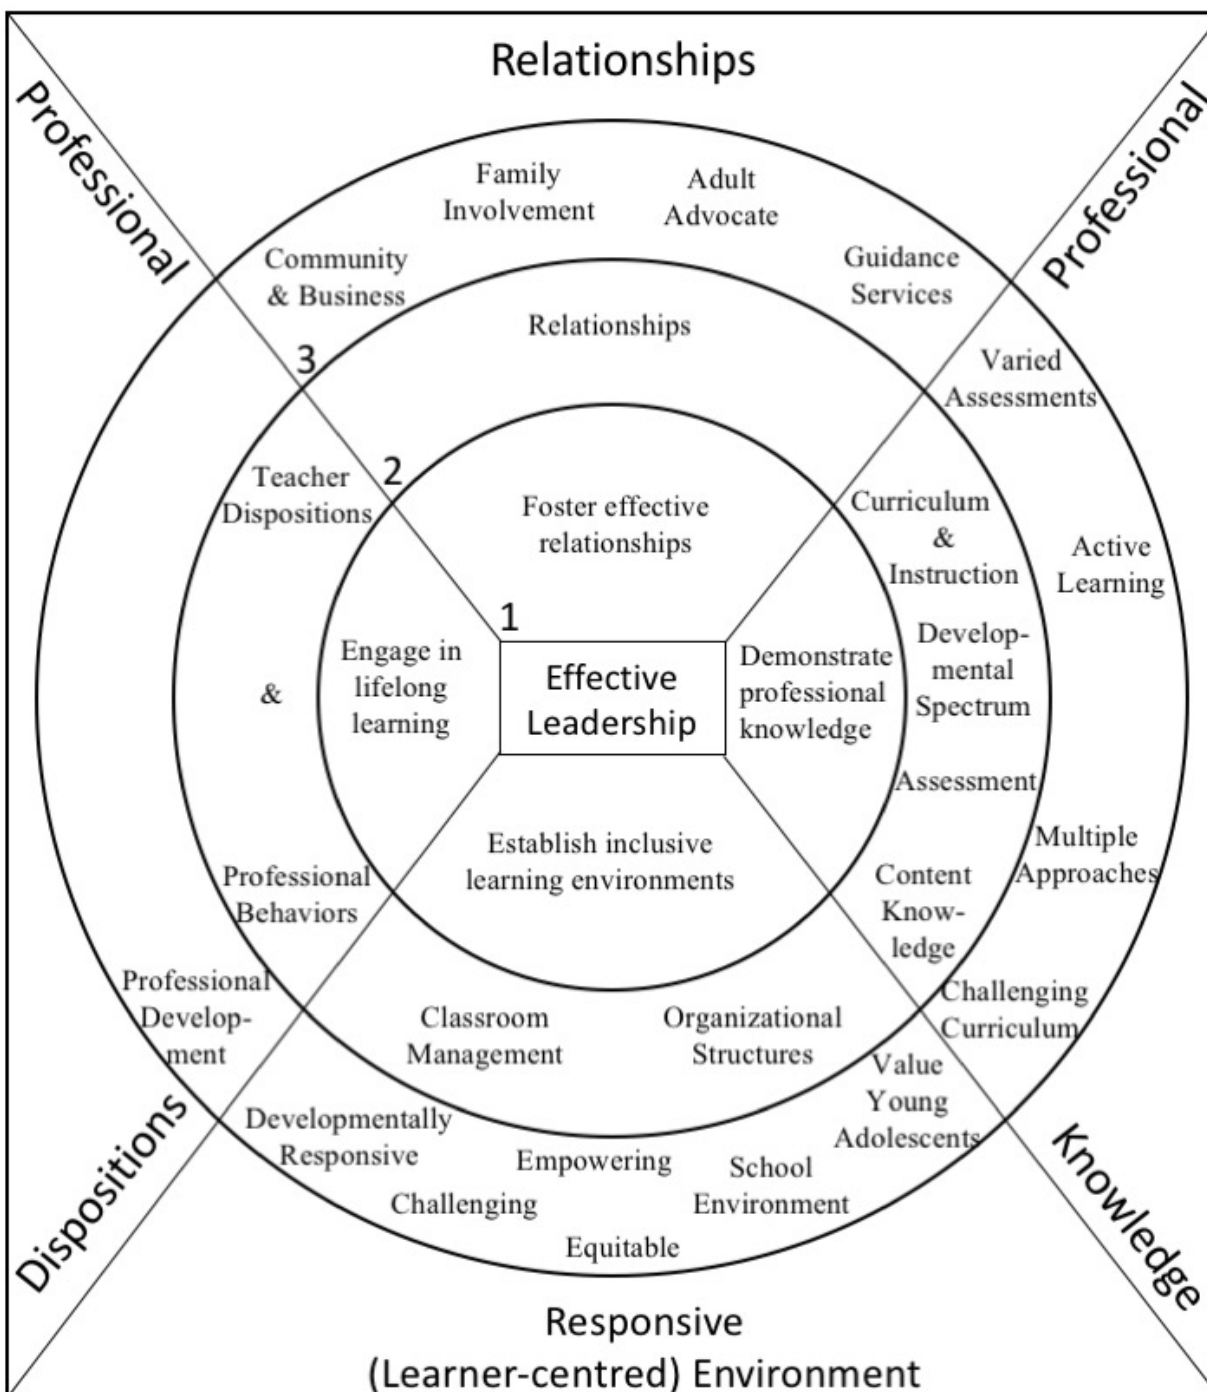 Relationships
Professional
Professional
Family
Involvement
Adult
Advocate
Community
& Business
Guidance
Services
Relationships
3
Varied
Assessments
Teacher
Dispositions
2
Foster effective
relationships
Curriculum
&
Instruction
Active
Learning
1
Engage in
lifelong
learning
Effective
Leadership
Demonstrate
professional
knowledge
Develop-
mental
Spectrum
&
Assessment
Establish inclusive
learning environments
Multiple
Approaches
Professional
Behaviors
Content
Know-
ledge
Professional
Develop-
ment
Classroom
Management
Organizational
Structures
Challenging
Curriculum
Value
Young
Adolescents
Developmentally
Responsive
Empowering
School
Environment
Challenging
Equitable
Dispositions
Knowledge
Responsive
(Learner-centred) Environment